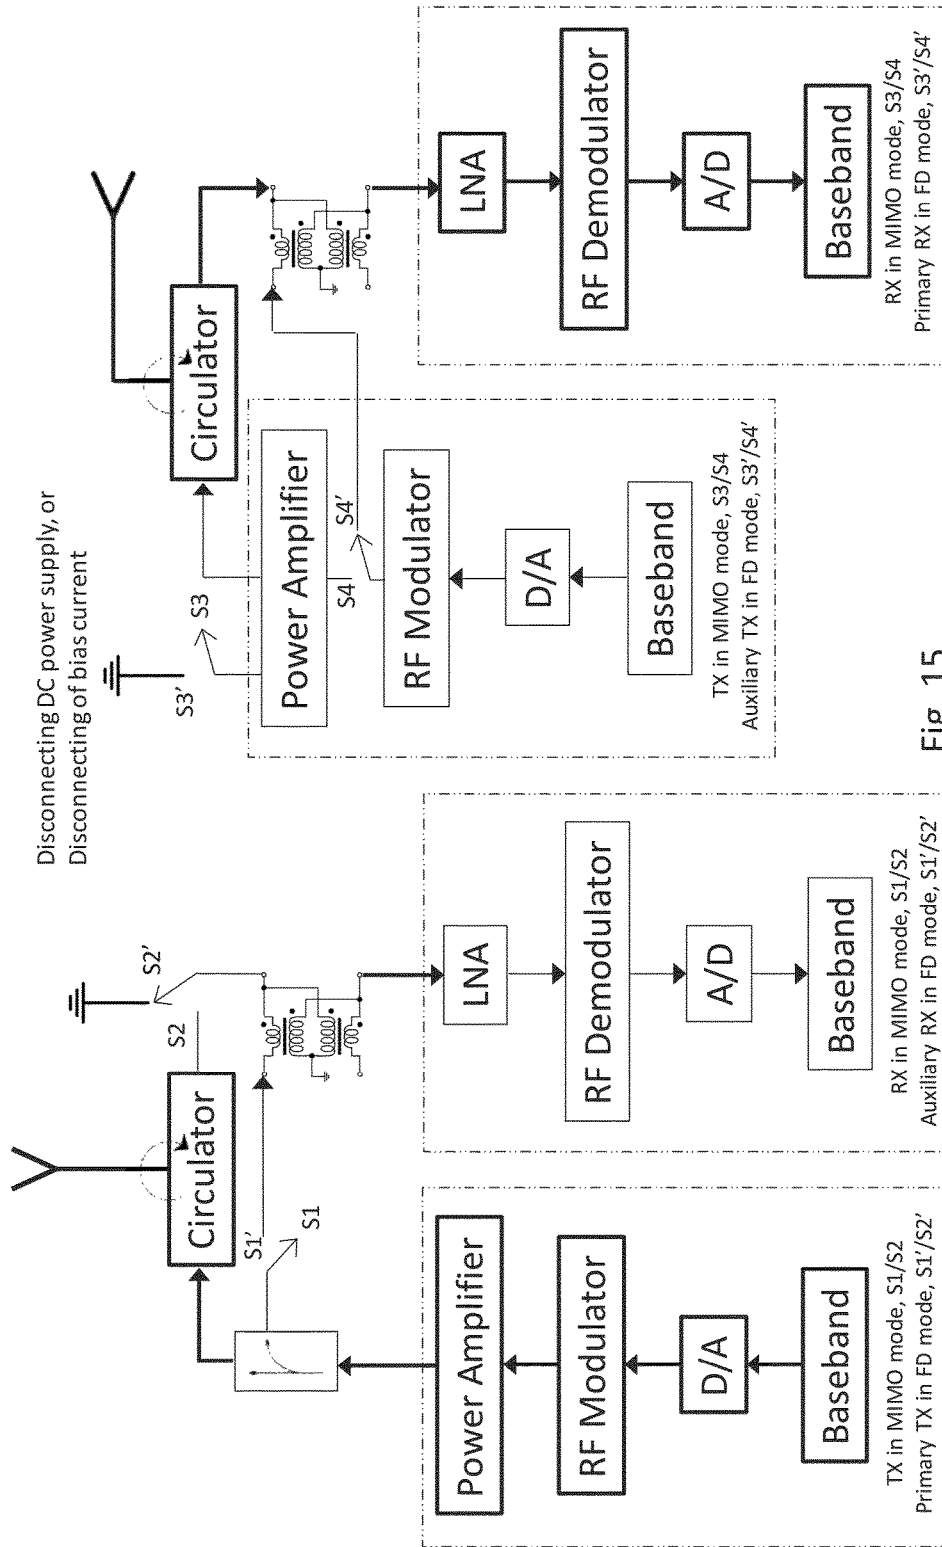 Disconnecting DC power supply, or
Disconnecting of bias current
Circulator
S2
S2'
S1'
S1
Power Amplifier
RF Modulator
D/A
Baseband
TX in MIMO mode, S1/S2
Primary TX in FD mode, S1'/S2'
LNA
RF Demodulator
A/D
Baseband
RX in MIMO mode, S1/S2
Auxiliary RX in FD mode, S1'/S2'
Circulator
S3'
S3
Power Amplifier
S4
S4'
RF Modulator
D/A
Baseband
TX in MIMO mode, S3/S4
Auxiliary TX in FD mode, S3'/S4'
LNA
RF Demodulator
A/D
Baseband
RX in MIMO mode, S3/S4
Primary RX in FD mode, S3'/S4'
Fig. 15